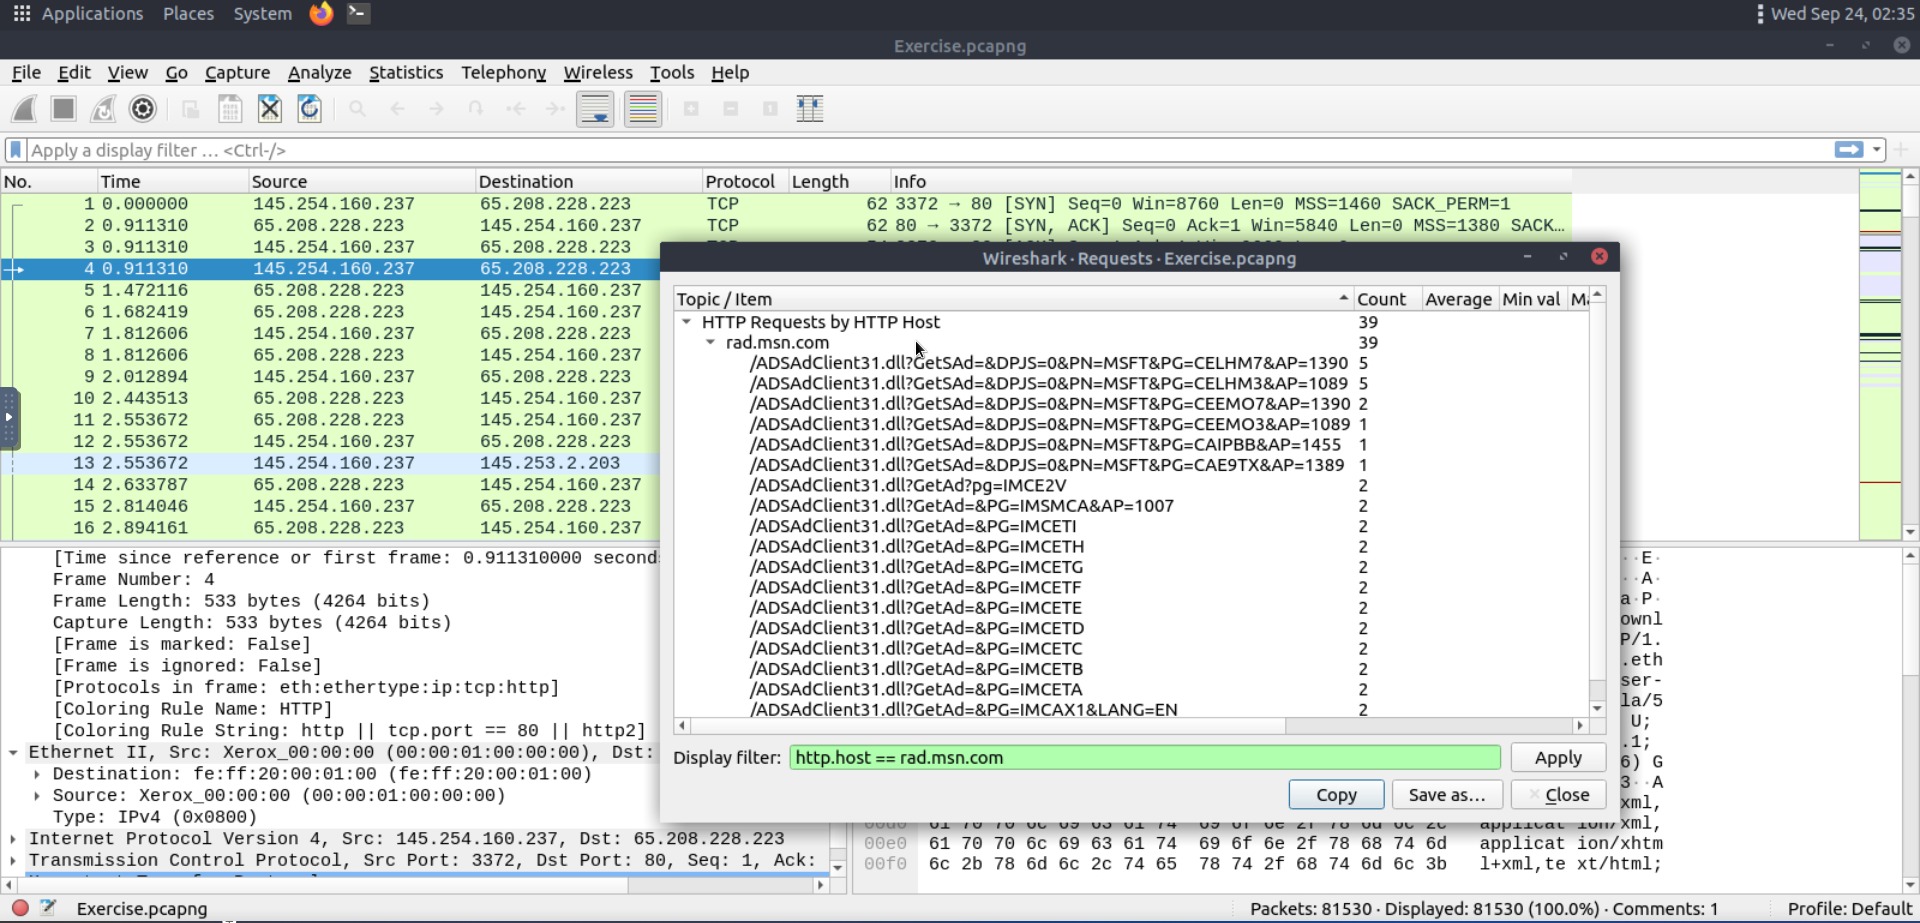 Applications Places System Wed Sep 24, 02:35
Exercise.pcapng
File Edit View Go Capture Analyze Statistics Telephony Wireless Tools Help
Apply a display filter … <Ctrl-/>
No. Time Source Destination Protocol Length Info
1 0.000000 145.254.160.237 65.208.228.223 TCP 62 3372 → 80 [SYN] Seq=0 Win=8760 Len=0 MSS=1460 SACK_PERM=1
2 0.911310 65.208.228.223 145.254.160.237 TCP 62 80 → 3372 [SYN, ACK] Seq=0 Ack=1 Win=5840 Len=0 MSS=1380 SACK…
3 0.911310 145.254.160.237 65.208.228.223
4 0.911310 145.254.160.237 65.208.228.223
5 1.472116 65.208.228.223 145.254.160.237
6 1.682419 65.208.228.223 145.254.160.237
7 1.812606 145.254.160.237 65.208.228.223
8 1.812606 65.208.228.223 145.254.160.237
9 2.012894 145.254.160.237 65.208.228.223
10 2.443513 65.208.228.223 145.254.160.237
11 2.553672 65.208.228.223 145.254.160.237
12 2.553672 145.254.160.237 65.208.228.223
13 2.553672 145.254.160.237 145.253.2.203
14 2.633787 65.208.228.223 145.254.160.237
15 2.814046 145.254.160.237 65.208.228.223
16 2.894161 65.208.228.223 145.254.160.237
Wireshark · Requests · Exercise.pcapng
Topic / Item Count Average Min val Ma
HTTP Requests by HTTP Host 39
rad.msn.com 39
/ADSAdClient31.dll?GetSAd=&DPJS=0&PN=MSFT&PG=CELHM7&AP=1390 5
/ADSAdClient31.dll?GetSAd=&DPJS=0&PN=MSFT&PG=CELHM3&AP=1089 5
/ADSAdClient31.dll?GetSAd=&DPJS=0&PN=MSFT&PG=CEEMO7&AP=1390 2
/ADSAdClient31.dll?GetSAd=&DPJS=0&PN=MSFT&PG=CEEMO3&AP=1089 1
/ADSAdClient31.dll?GetSAd=&DPJS=0&PN=MSFT&PG=CAIPBB&AP=1455 1
/ADSAdClient31.dll?GetSAd=&DPJS=0&PN=MSFT&PG=CAE9TX&AP=1389 1
/ADSAdClient31.dll?GetAd?pg=IMCE2V 2
/ADSAdClient31.dll?GetAd=&PG=IMSMCA&AP=1007 2
/ADSAdClient31.dll?GetAd=&PG=IMCETI 2
/ADSAdClient31.dll?GetAd=&PG=IMCETH 2
/ADSAdClient31.dll?GetAd=&PG=IMCETG 2
/ADSAdClient31.dll?GetAd=&PG=IMCETF 2
/ADSAdClient31.dll?GetAd=&PG=IMCETE 2
/ADSAdClient31.dll?GetAd=&PG=IMCETD 2
/ADSAdClient31.dll?GetAd=&PG=IMCETC 2
/ADSAdClient31.dll?GetAd=&PG=IMCETB 2
/ADSAdClient31.dll?GetAd=&PG=IMCETA 2
/ADSAdClient31.dll?GetAd=&PG=IMCAX1&LANG=EN 2
Display filter: http.host == rad.msn.com Apply
Copy Save as… Close
[Time since reference or first frame: 0.911310000 second
Frame Number: 4
Frame Length: 533 bytes (4264 bits)
Capture Length: 533 bytes (4264 bits)
[Frame is marked: False]
[Frame is ignored: False]
[Protocols in frame: eth:ethertype:ip:tcp:http]
[Coloring Rule Name: HTTP]
[Coloring Rule String: http || tcp.port == 80 || http2]
Ethernet II, Src: Xerox_00:00:00 (00:00:01:00:00:00), Dst:
Destination: fe:ff:20:00:01:00 (fe:ff:20:00:01:00)
Source: Xerox_00:00:00 (00:00:01:00:00:00)
Type: IPv4 (0x0800)
Internet Protocol Version 4, Src: 145.254.160.237, Dst: 65.208.228.223
Transmission Control Protocol, Src Port: 3372, Dst Port: 80, Seq: 1, Ack:
··E·
··A·
a·P·
ownl
P/1.
.eth
ser-
la/5
U;
.1;
6) G
3 A
xml,
00d0 61 70 70 6c 69 63 61 74 69 6f 6e 2f 78 6d 6c 2c applicat ion/xml,
00e0 61 70 70 6c 69 63 61 74 69 6f 6e 2f 78 68 74 6d applicat ion/xhtm
00f0 6c 2b 78 6d 6c 2c 74 65 78 74 2f 68 74 6d 6c 3b l+xml,te xt/html;
Exercise.pcapng Packets: 81530 · Displayed: 81530 (100.0%) · Comments: 1 Profile: Default